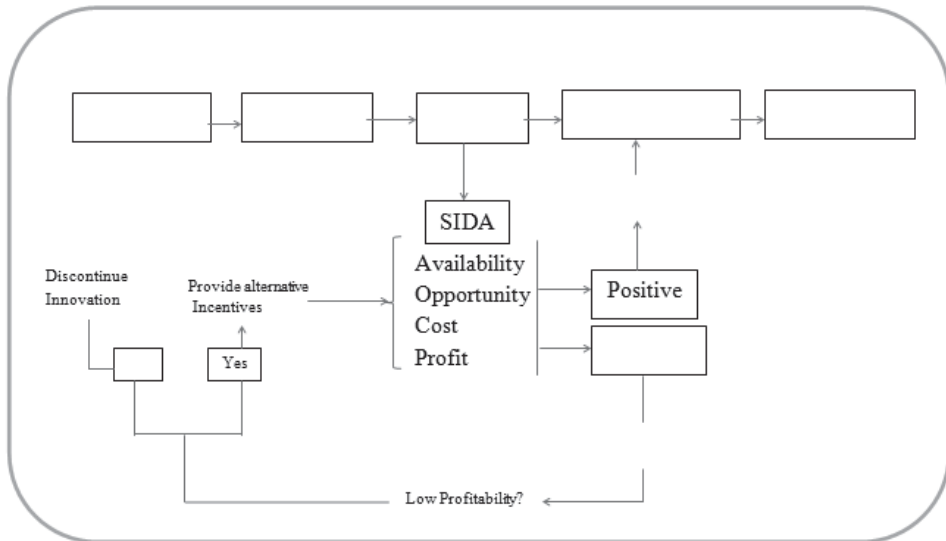 SIDA
Availability
Opportunity
Cost
Profit
Positive
Discontinue
Innovation
Provide alternative
Incentives
Yes
Low Profitability?